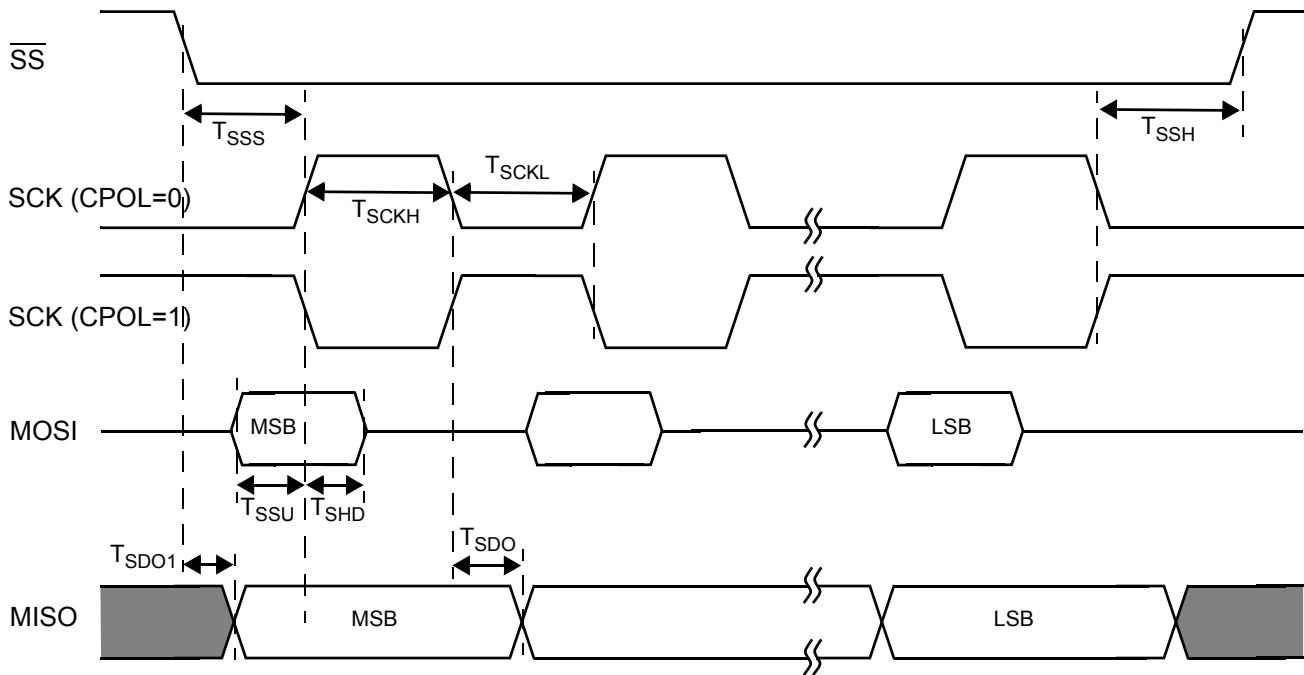 SS
TSSS
TSSH
SCK (CPOL=0)
TSCKH
TSCKL
SCK (CPOL=1)
MOSI
MSB
LSB
TSSU
TSHD
TSDO1
TSDO
MISO
MSB
LSB